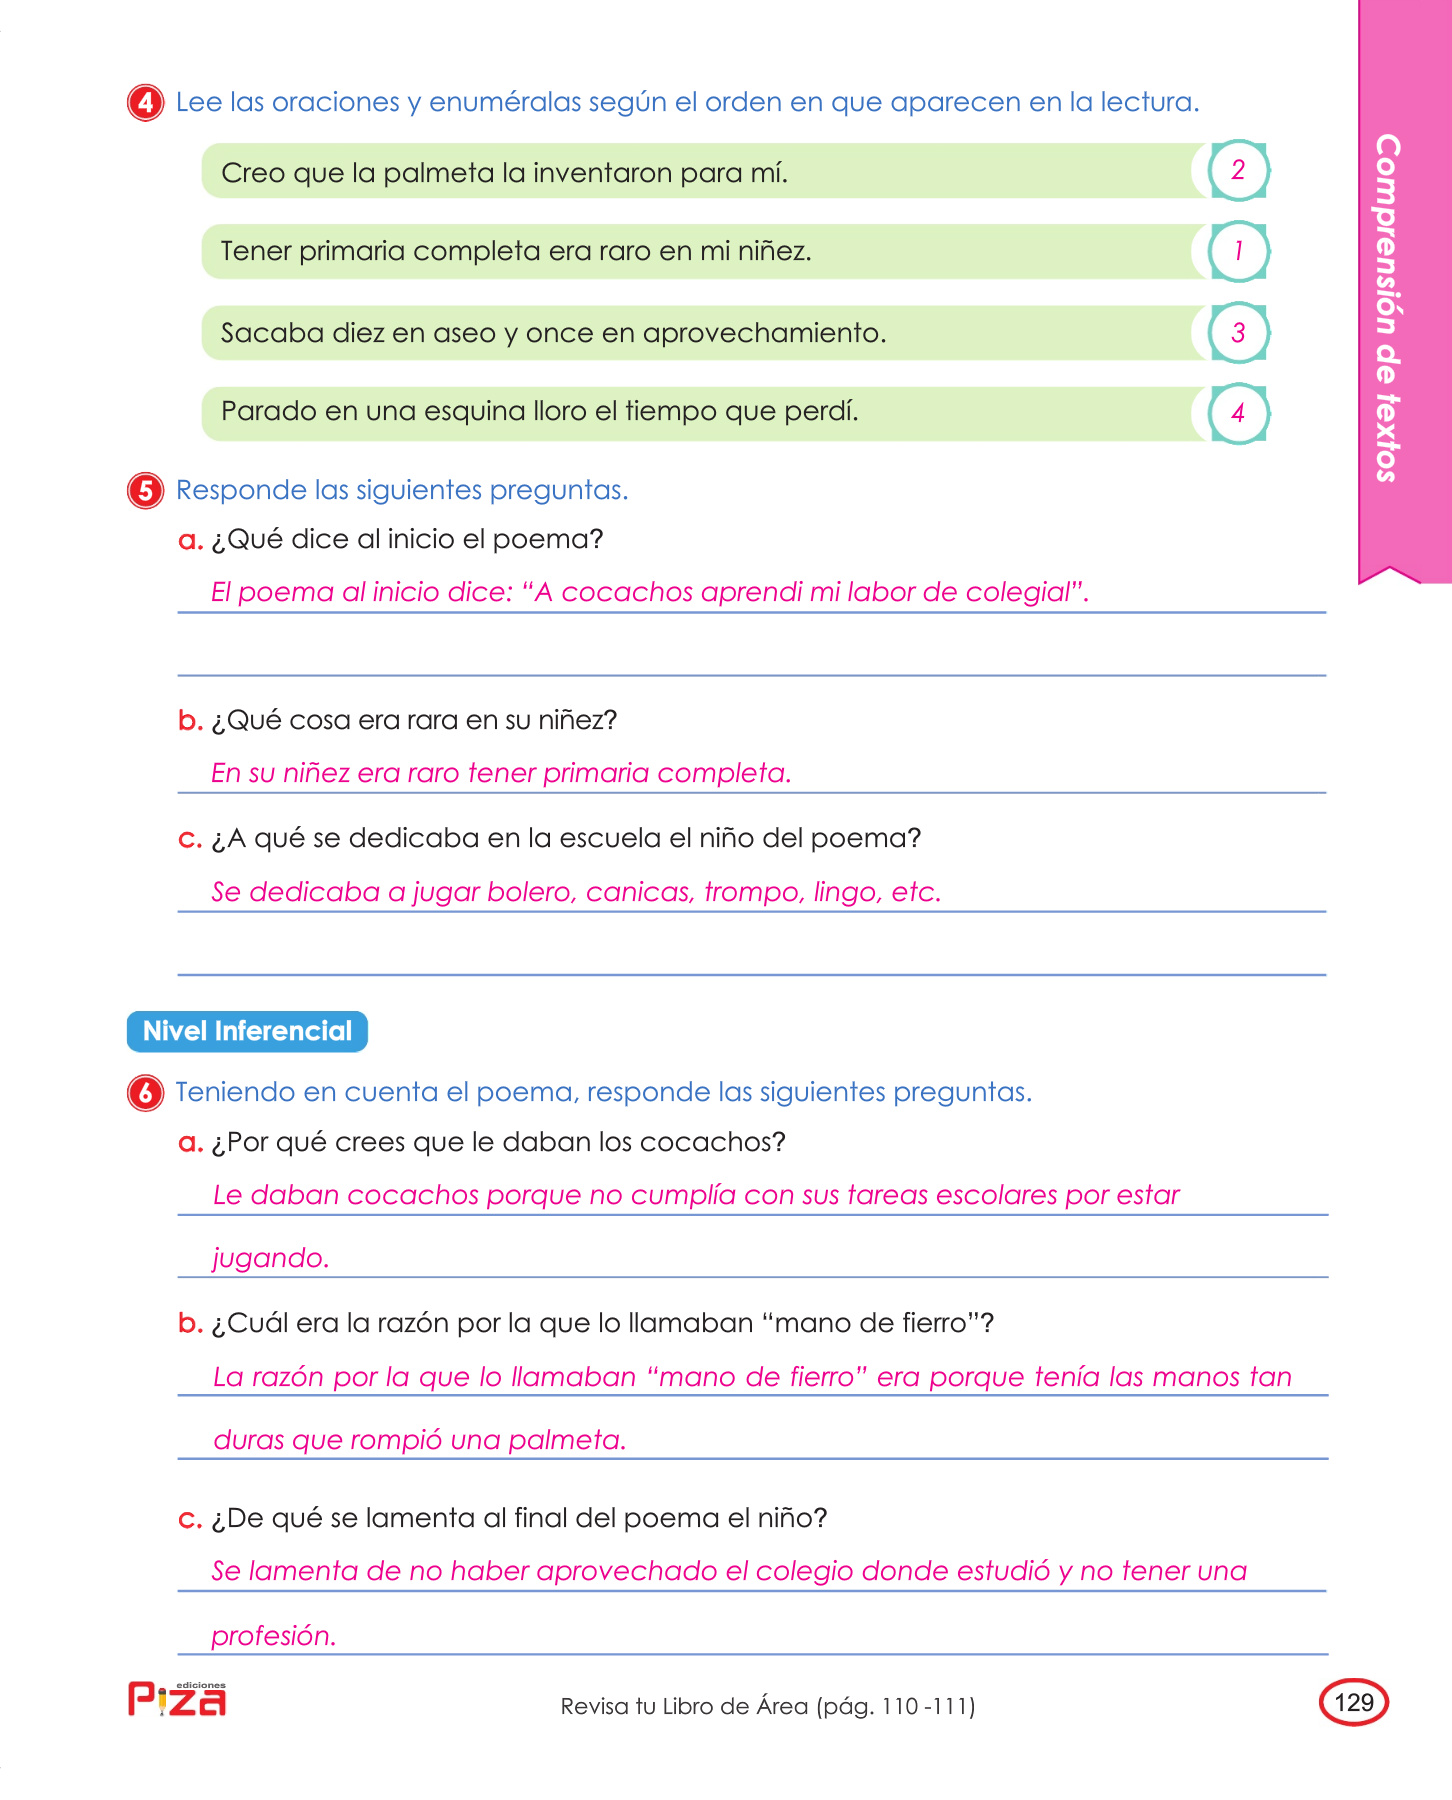 4 Lee las oraciones y enuméralas según el orden en que aparecen en la lectura.
Creo que la palmeta la inventaron para mí. 2
Tener primaria completa era raro en mi niñez. 1
Sacaba diez en aseo y once en aprovechamiento. 3
Parado en una esquina lloro el tiempo que perdí. 4
Comprensión de textos
5 Responde las siguientes preguntas.
a. ¿Qué dice al inicio el poema?
El poema al inicio dice: “A cocachos aprendi mi labor de colegial”.
b. ¿Qué cosa era rara en su niñez?
En su niñez era raro tener primaria completa.
c. ¿A qué se dedicaba en la escuela el niño del poema?
Se dedicaba a jugar bolero, canicas, trompo, lingo, etc.
Nivel Inferencial
6 Teniendo en cuenta el poema, responde las siguientes preguntas.
a. ¿Por qué crees que le daban los cocachos?
Le daban cocachos porque no cumplía con sus tareas escolares por estar
jugando.
b. ¿Cuál era la razón por la que lo llamaban “mano de fierro”?
La razón por la que lo llamaban “mano de fierro” era porque tenía las manos tan
duras que rompió una palmeta.
c. ¿De qué se lamenta al final del poema el niño?
Se lamenta de no haber aprovechado el colegio donde estudió y no tener una
profesión.
ediciones
Piza
Revisa tu Libro de Área (pág. 110 -111)
129